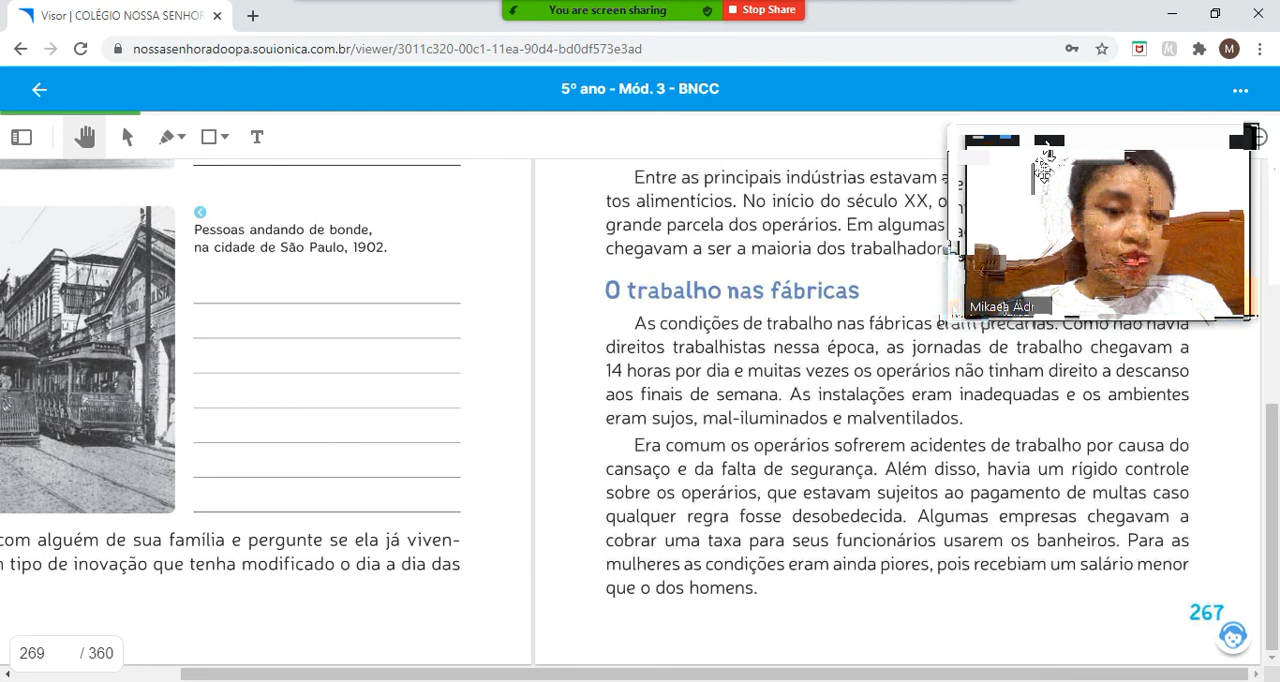 You are screen sharing
Stop Share
Visor | COLÉGIO NOSSA SENHOR
nossasenhoradoopa.souionica.com.br/viewer/3011c320-00c1-11ea-90d4-bd0df573e3ad
M
5º ano - Mód. 3 - BNCC
T
Pessoas andando de bonde,
na cidade de São Paulo, 1902.
com alguém de sua família e pergunte se ela já viven-
tipo de inovação que tenha modificado o dia a dia das
269 / 360
Entre as principais indústrias estavam
tos alimentícios. No início do século XX, o
grande parcela dos operários. Em algumas
chegavam a ser a maioria dos trabalhador
O trabalho nas fábricas
As condições de trabalho nas fábricas eram precárias. Como não havia
direitos trabalhistas nessa época, as jornadas de trabalho chegavam a
14 horas por dia e muitas vezes os operários não tinham direito a descanso
aos finais de semana. As instalações eram inadequadas e os ambientes
eram sujos, mal-iluminados e malventilados.
Era comum os operários sofrerem acidentes de trabalho por causa do
cansaço e da falta de segurança. Além disso, havia um rígido controle
sobre os operários, que estavam sujeitos ao pagamento de multas caso
qualquer regra fosse desobedecida. Algumas empresas chegavam a
cobrar uma taxa para seus funcionários usarem os banheiros. Para as
mulheres as condições eram ainda piores, pois recebiam um salário menor
que o dos homens.
267